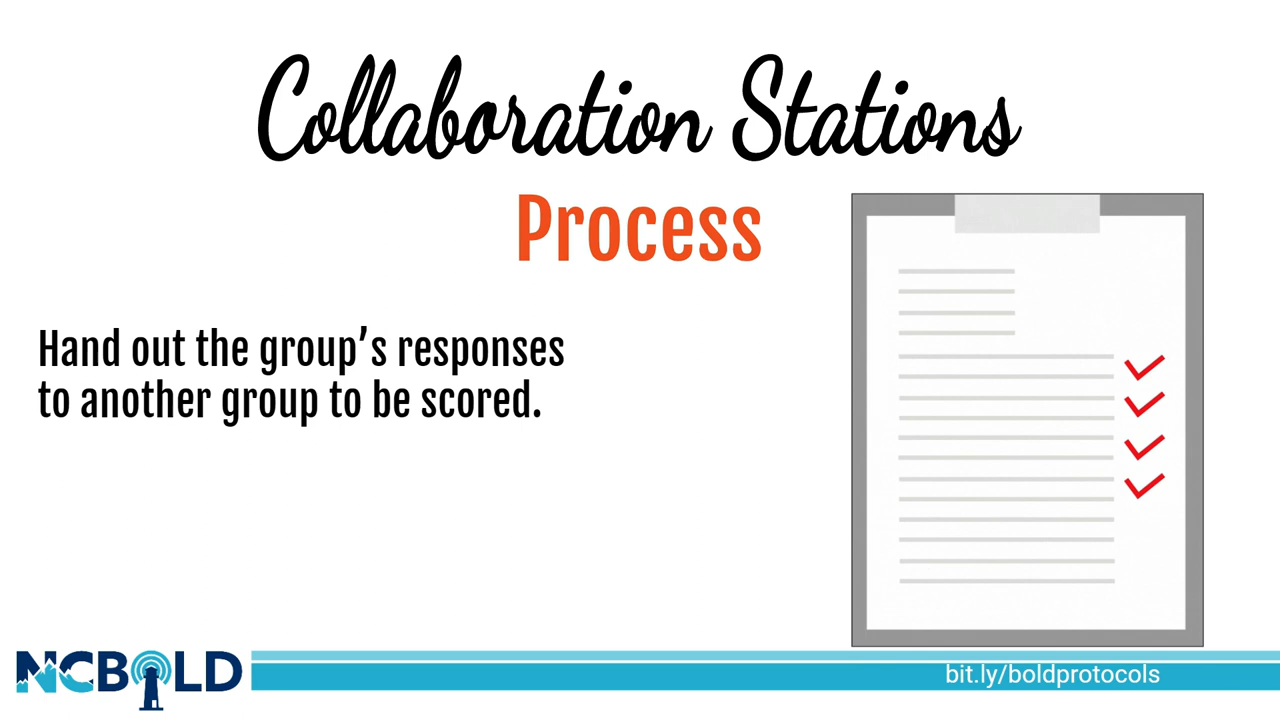 Collaboration Stations
Process
Hand out the group’s responses
to another group to be scored.
NCBOLD
bit.ly/boldprotocols